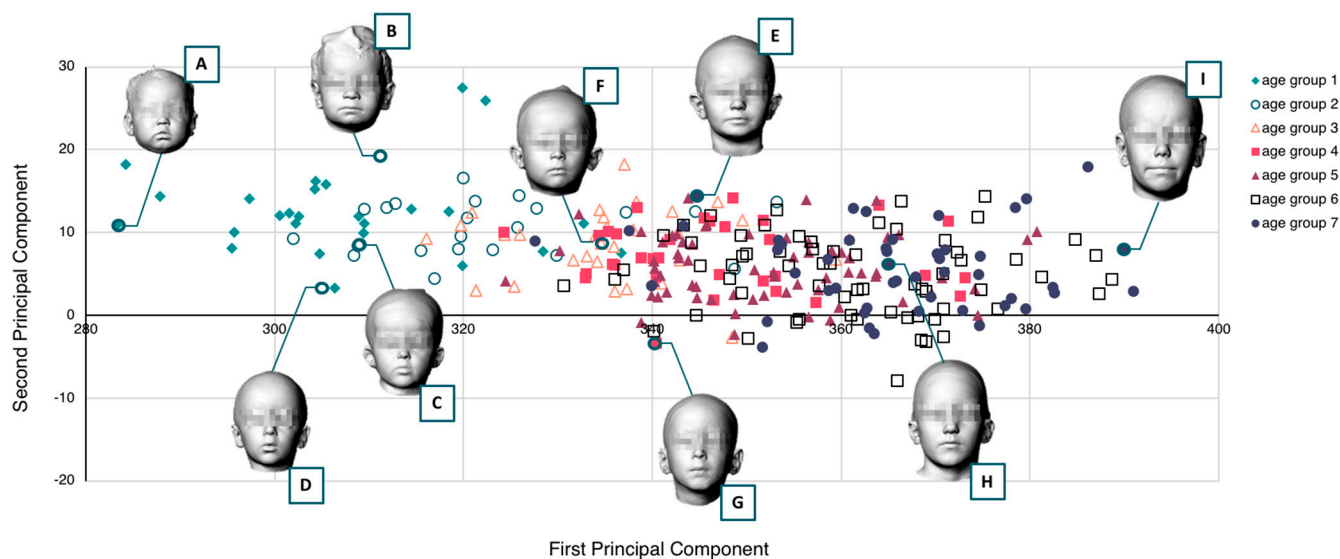 A
B
E
F
I
30
20
10
0
-10
-20
280
300
320
340
360
380
400
Second Principal Component
First Principal Component
C
D
G
H
age group 1
age group 2
age group 3
age group 4
age group 5
age group 6
age group 7